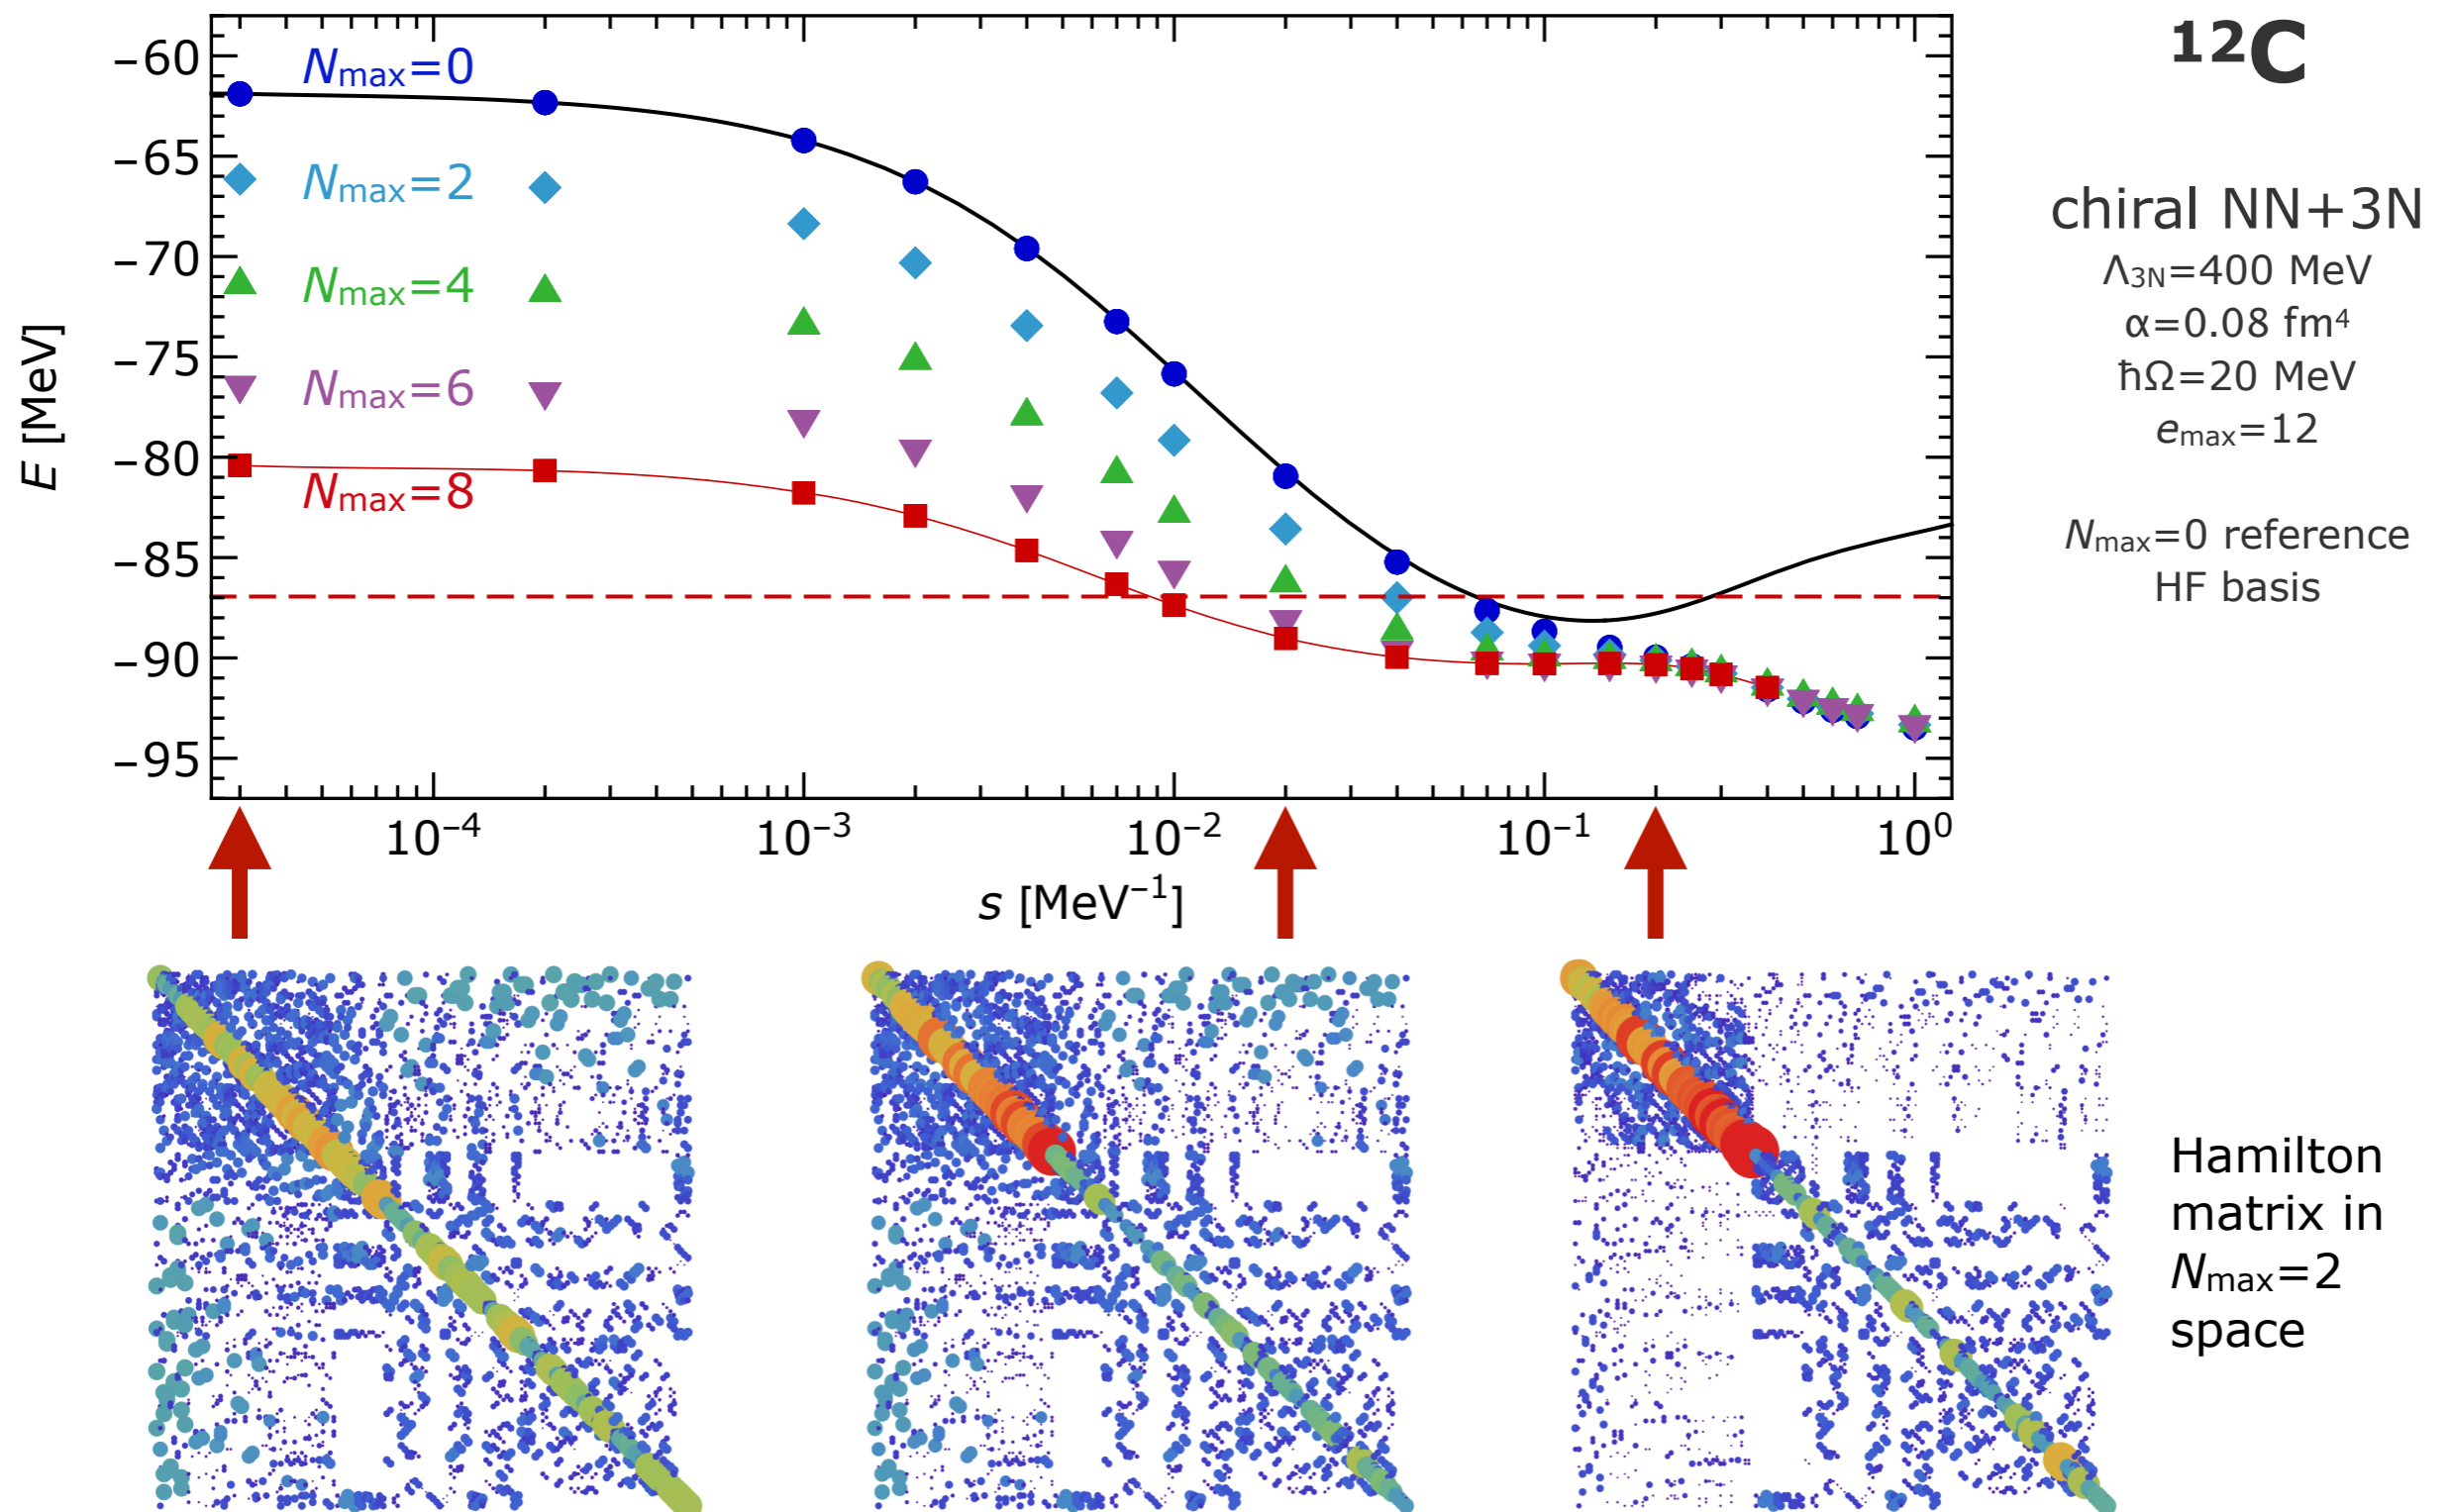 ¹²C
−60
−65
−70
−75
−80
−85
−90
−95
E [MeV]
Nmax=0
Nmax=2
Nmax=4
Nmax=6
Nmax=8
10⁻⁴
10⁻³
10⁻²
10⁻¹
10⁰
s [MeV⁻¹]
chiral NN+3N
Λ3N=400 MeV
α=0.08 fm⁴
ħΩ=20 MeV
emax=12
Nmax=0 reference
HF basis
Hamilton
matrix in
Nmax=2
space